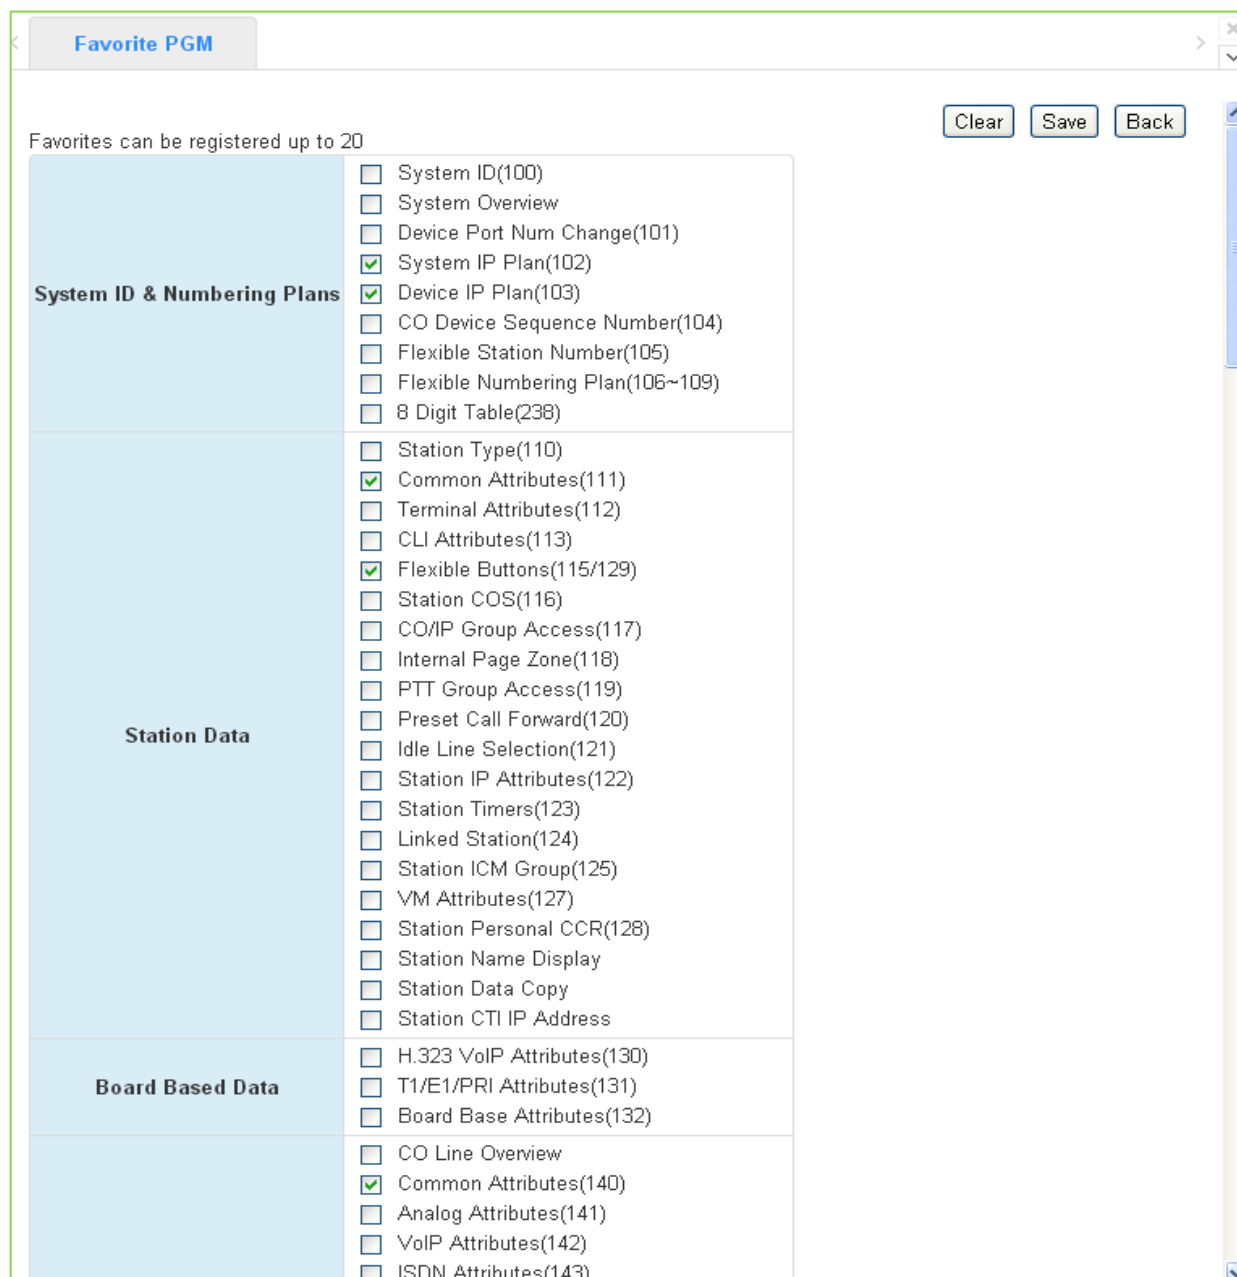 Favorite PGM
Clear Save Back
Favorites can be registered up to 20
System ID & Numbering Plans
System ID(100)
System Overview
Device Port Num Change(101)
System IP Plan(102)
Device IP Plan(103)
CO Device Sequence Number(104)
Flexible Station Number(105)
Flexible Numbering Plan(106~109)
8 Digit Table(238)
Station Data
Station Type(110)
Common Attributes(111)
Terminal Attributes(112)
CLI Attributes(113)
Flexible Buttons(115/129)
Station COS(116)
CO/IP Group Access(117)
Internal Page Zone(118)
PTT Group Access(119)
Preset Call Forward(120)
Idle Line Selection(121)
Station IP Attributes(122)
Station Timers(123)
Linked Station(124)
Station ICM Group(125)
VM Attributes(127)
Station Personal CCR(128)
Station Name Display
Station Data Copy
Station CTI IP Address
Board Based Data
H.323 VoIP Attributes(130)
T1/E1/PRI Attributes(131)
Board Base Attributes(132)
CO Line Overview
Common Attributes(140)
Analog Attributes(141)
VoIP Attributes(142)
ISDN Attributes(143)